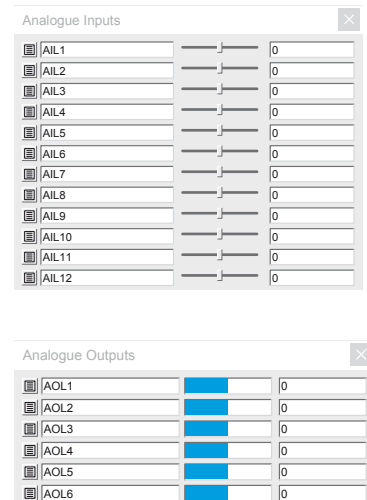 Analogue Inputs
AIL1 0
AIL2 0
AIL3 0
AIL4 0
AIL5 0
AIL6 0
AIL7 0
AIL8 0
AIL9 0
AIL10 0
AIL11 0
AIL12 0
Analogue Outputs
AOL1 0
AOL2 0
AOL3 0
AOL4 0
AOL5 0
AOL6 0